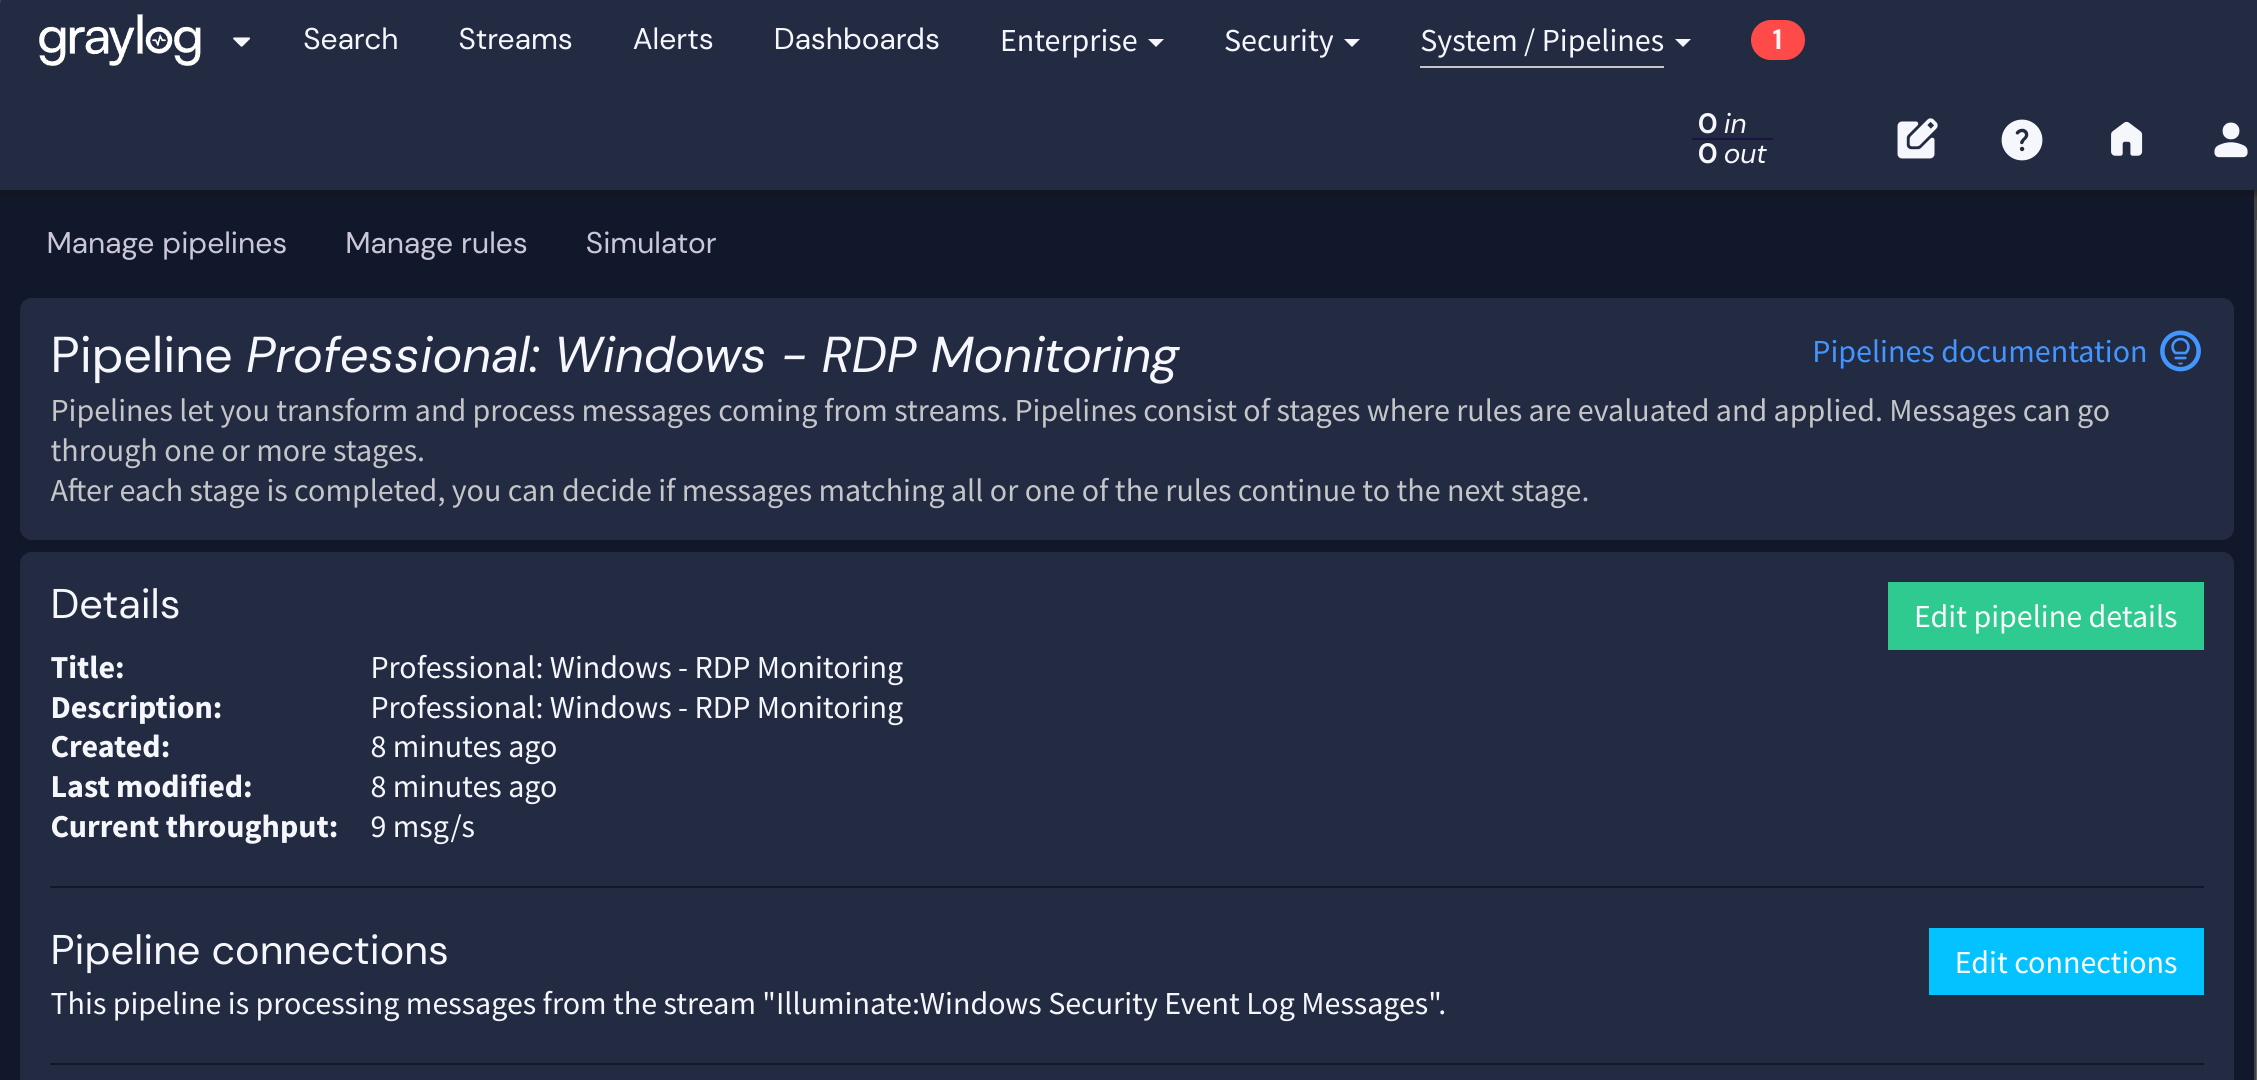 graylog Search Streams Alerts Dashboards Enterprise Security System / Pipelines 1
0 in
0 out
Manage pipelines Manage rules Simulator
Pipeline Professional: Windows - RDP Monitoring
Pipelines documentation
Pipelines let you transform and process messages coming from streams. Pipelines consist of stages where rules are evaluated and applied. Messages can go
through one or more stages.
After each stage is completed, you can decide if messages matching all or one of the rules continue to the next stage.
Details
Edit pipeline details
Title: Professional: Windows - RDP Monitoring
Description: Professional: Windows - RDP Monitoring
Created: 8 minutes ago
Last modified: 8 minutes ago
Current throughput: 9 msg/s
Pipeline connections
Edit connections
This pipeline is processing messages from the stream "Illuminate:Windows Security Event Log Messages".